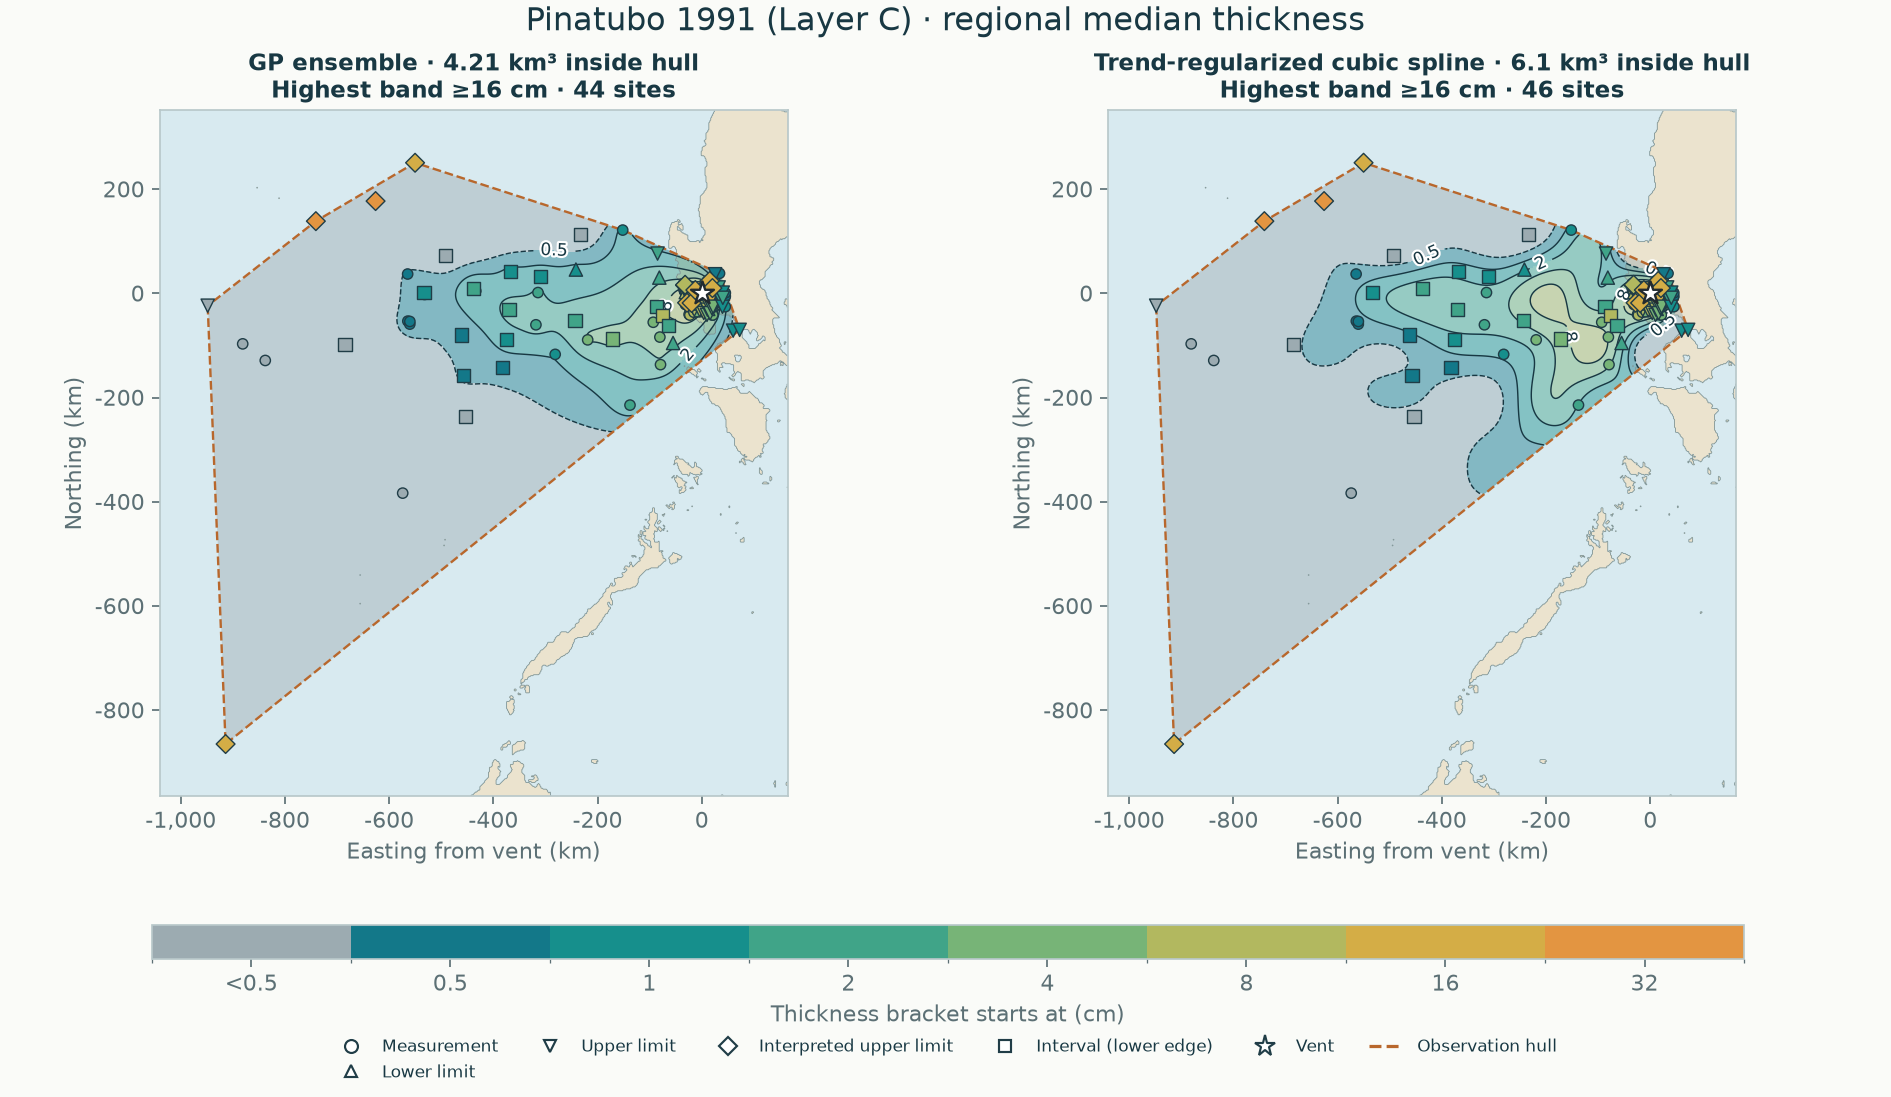 Pinatubo 1991 (Layer C) · regional median thickness
GP ensemble · 4.21 km³ inside hull
Highest band ≥16 cm · 44 sites
Trend-regularized cubic spline · 6.1 km³ inside hull
Highest band ≥16 cm · 46 sites
Northing (km)
200
0
-200
-400
-600
-800
0.5
8
2
-1,000
-800
-600
-400
-200
0
Easting from vent (km)
Northing (km)
200
0
-200
-400
-600
-800
0.5
2
8
8
0.5
-1,000
-800
-600
-400
-200
0
Easting from vent (km)
<0.5
0.5
1
2
4
8
16
32
Thickness bracket starts at (cm)
Measurement
Upper limit
Interpreted upper limit
Interval (lower edge)
Vent
Observation hull
Lower limit